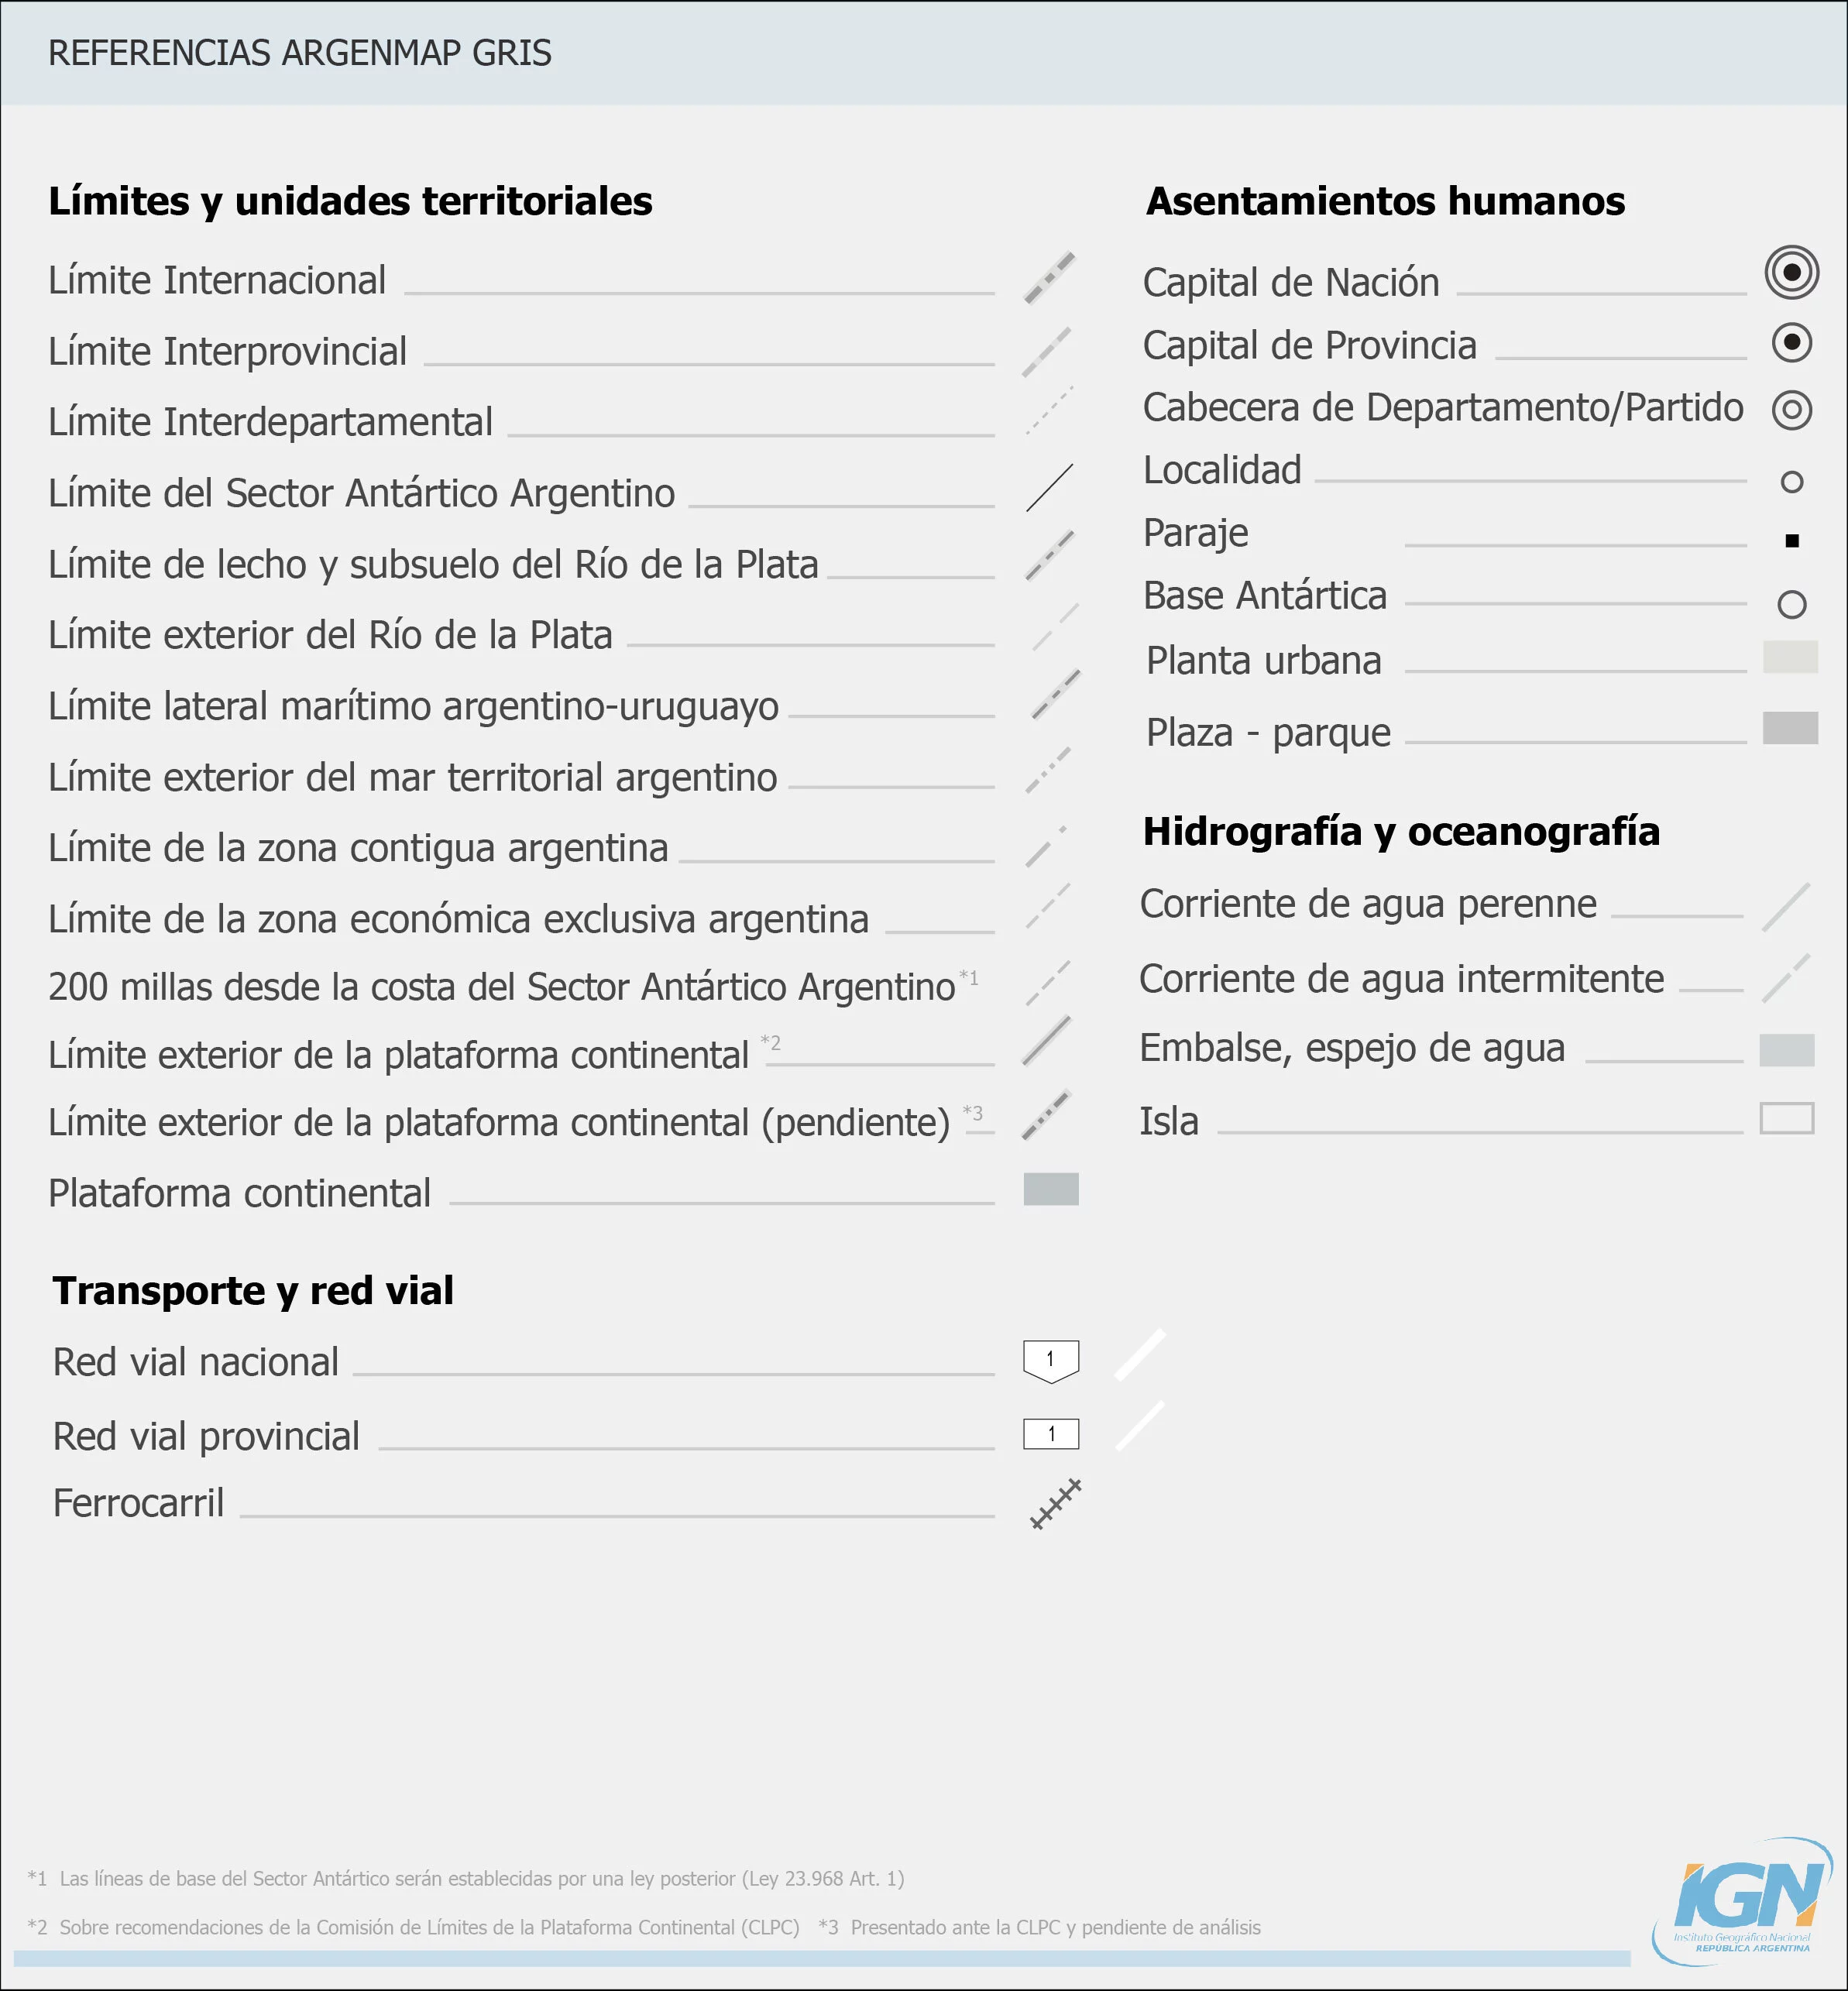 REFERENCIAS ARGENMAP GRIS
Límites y unidades territoriales
Límite Internacional
Límite Interprovincial
Límite Interdepartamental
Límite del Sector Antártico Argentino
Límite de lecho y subsuelo del Río de la Plata
Límite exterior del Río de la Plata
Límite lateral marítimo argentino-uruguayo
Límite exterior del mar territorial argentino
Límite de la zona contigua argentina
Límite de la zona económica exclusiva argentina
200 millas desde la costa del Sector Antártico Argentino *1
Límite exterior de la plataforma continental *2
Límite exterior de la plataforma continental (pendiente) *3
Plataforma continental
Transporte y red vial
Red vial nacional 1
Red vial provincial 1
Ferrocarril
Asentamientos humanos
Capital de Nación
Capital de Provincia
Cabecera de Departamento/Partido
Localidad
Paraje
Base Antártica
Planta urbana
Plaza - parque
Hidrografía y oceanografía
Corriente de agua perenne
Corriente de agua intermitente
Embalse, espejo de agua
Isla
*1 Las líneas de base del Sector Antártico serán establecidas por una ley posterior (Ley 23.968 Art. 1)
*2 Sobre recomendaciones de la Comisión de Límites de la Plataforma Continental (CLPC) *3 Presentado ante la CLPC y pendiente de análisis
IGN
Instituto Geográfico Nacional
REPÚBLICA ARGENTINA